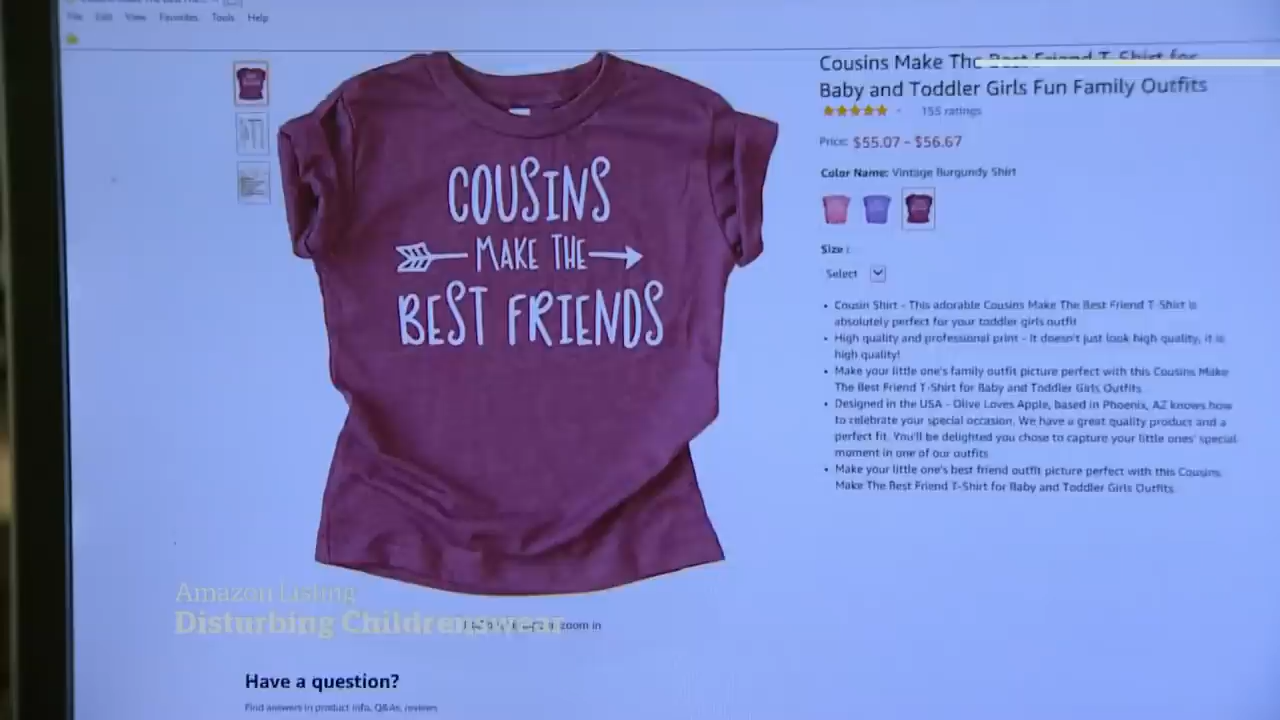 File Edit View Favorites Tools Help
COUSINS
MAKE THE
BEST FRIENDS
Cousins Make The Best Friend T-Shirt for
Baby and Toddler Girls Fun Family Outfits
155 ratings
Price: $55.07 - $56.67
Color Name: Vintage Burgundy Shirt
Size :
Select
• Cousin Shirt - This adorable Cousins Make The Best Friend T-Shirt is
absolutely perfect for your toddler girls outfit
• High quality and professional print - It doesn't just look high quality, it is
high quality!
• Make your little one's family outfit picture perfect with this Cousins Make
The Best Friend T-Shirt for Baby and Toddler Girls Outfits
• Designed in the USA - Olive Loves Apple, based in Phoenix, AZ knows how
to celebrate your special occasion. We have a great quality product and a
perfect fit. You'll be delighted you chose to capture your little ones' special
moment in one of our outfits
• Make your little one's best friend outfit picture perfect with this Cousins
Make The Best Friend T-Shirt for Baby and Toddler Girls Outfits
Amazon Listing
Disturbing Childrenswear
zoom in
Have a question?
Find answers in product info, Q&As, reviews